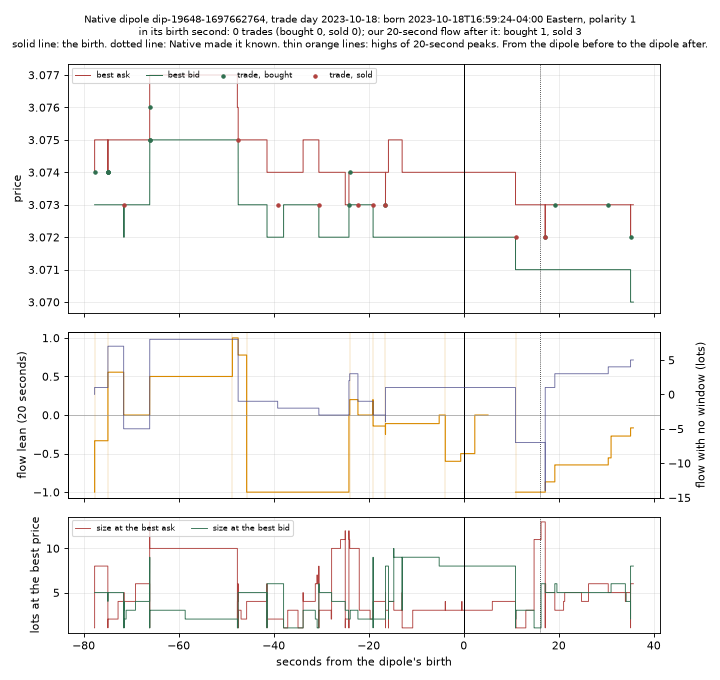 Native dipole dip-19648-1697662764, trade day 2023-10-18: born 2023-10-18T16:59:24-04:00 Eastern, polarity 1
in its birth second: 0 trades (bought 0, sold 0); our 20-second flow after it: bought 1, sold 3
solid line: the birth. dotted line: Native made it known. thin orange lines: highs of 20-second peaks. From the dipole before to the dipole after.
best ask best bid trade, bought trade, sold
3.077
3.076
3.075
3.074
3.073
3.072
3.071
3.070
price
1.0
0.5
0.0
−0.5
−1.0
flow lean (20 seconds)
5
0
−5
−10
−15
flow with no window (lots)
size at the best ask size at the best bid
10
5
lots at the best price
−80 −60 −40 −20 0 20 40
seconds from the dipole's birth